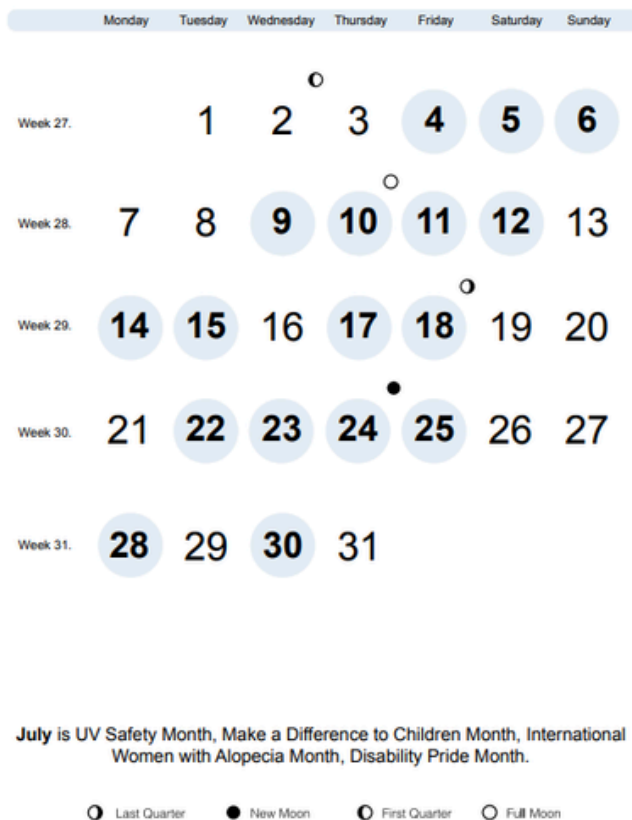 Monday Tuesday Wednesday Thursday Friday Saturday Sunday
Week 27. 1 2 3 4 5 6
Week 28. 7 8 9 10 11 12 13
Week 29. 14 15 16 17 18 19 20
Week 30. 21 22 23 24 25 26 27
Week 31. 28 29 30 31
July is UV Safety Month, Make a Difference to Children Month, International
Women with Alopecia Month, Disability Pride Month.
Last Quarter New Moon First Quarter Full Moon